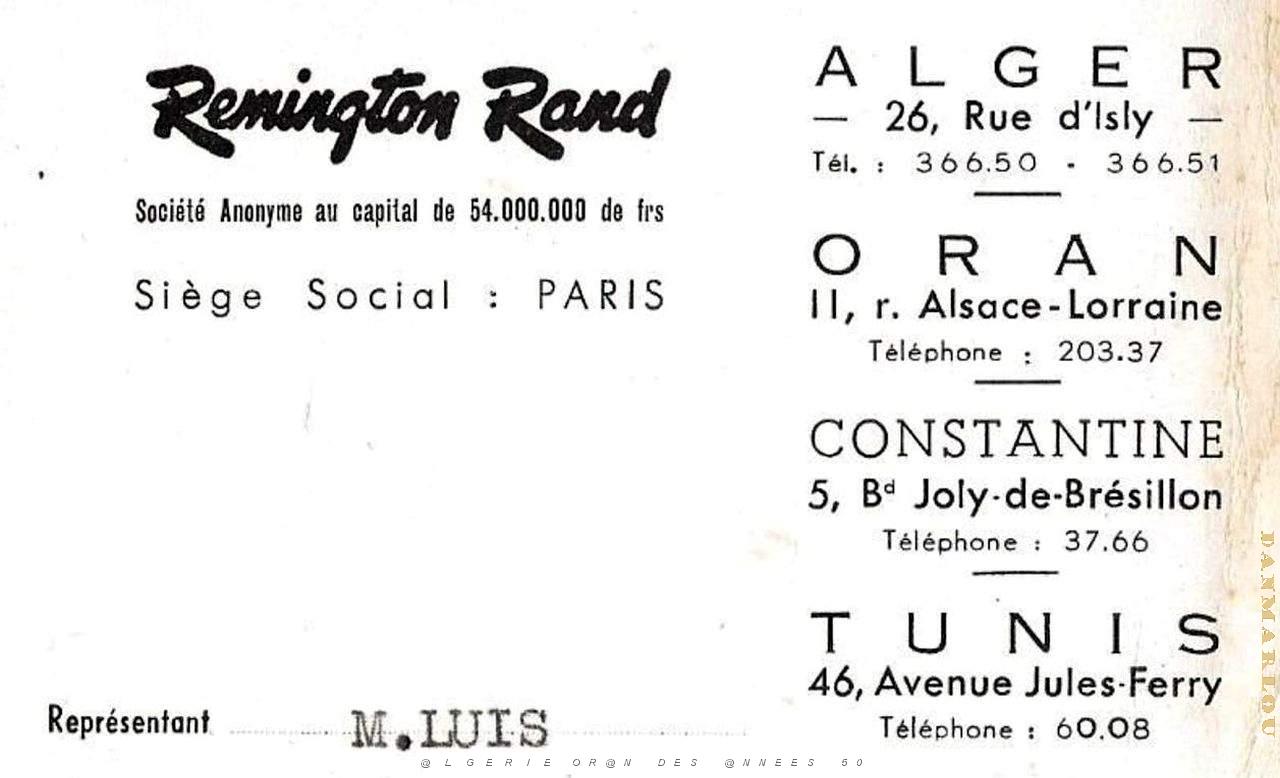 Remington Rand
Société Anonyme au capital de 54.000.000 de frs
Siège Social : PARIS
Représentant M.LUIS
ALGER
— 26, Rue d'Isly —
Tél. : 366.50 - 366.51
ORAN
11, r. Alsace-Lorraine
Téléphone : 203.37
CONSTANTINE
5, Bd Joly-de-Brésillon
Téléphone : 37.66
TUNIS
46, Avenue Jules-Ferry
Téléphone : 60.08
@LGERIE OR@N DES @NNEES 50
DANMARLOU